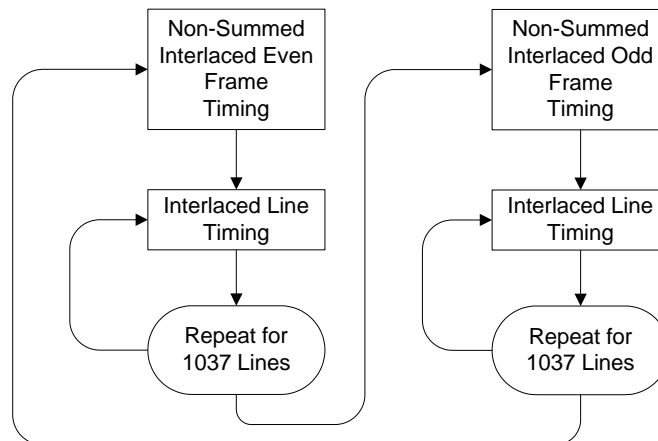 Non-Summed
Interlaced Even
Frame
Timing
Interlaced Line
Timing
Repeat for
1037 Lines
Non-Summed
Interlaced Odd
Frame
Timing
Interlaced Line
Timing
Repeat for
1037 Lines